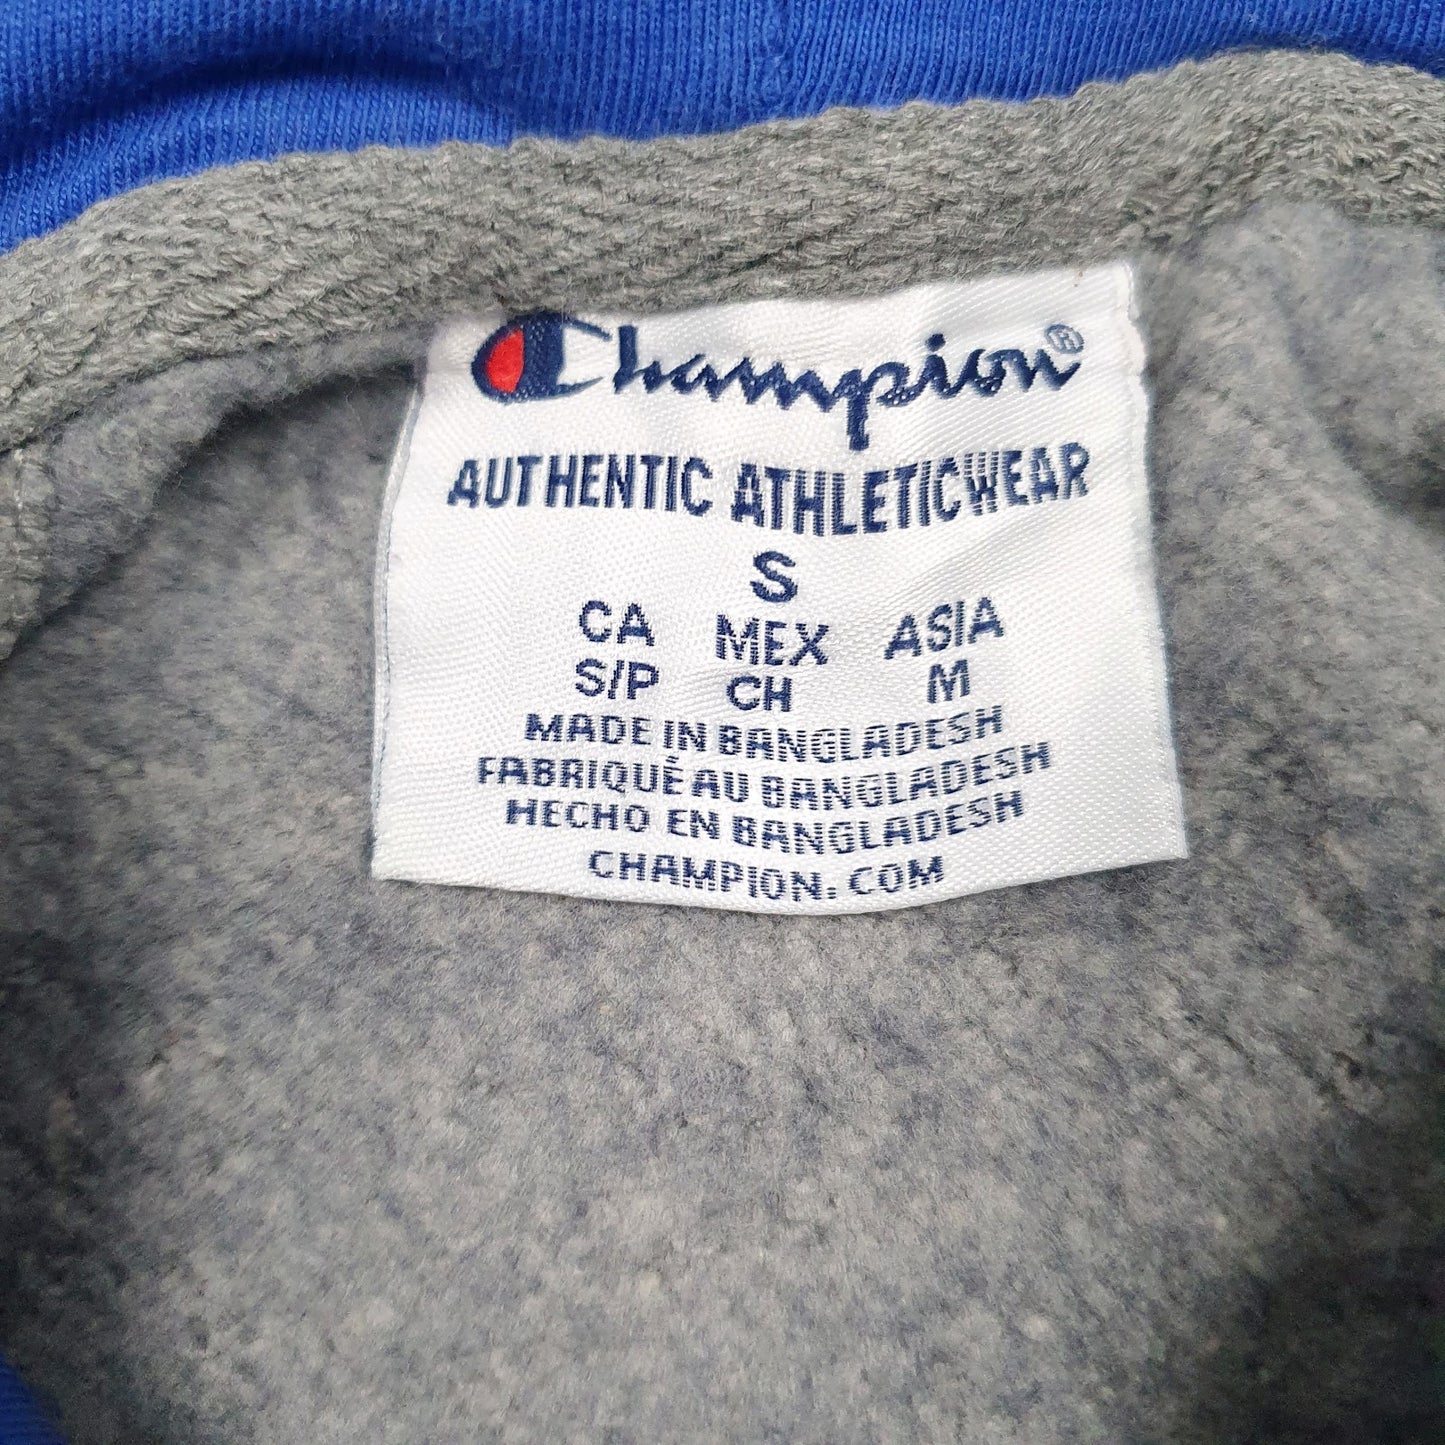 Champion®
AUTHENTIC ATHLETICWEAR
S
CA MEX ASIA
S/P CH M
MADE IN BANGLADESH
FABRIQUÉ AU BANGLADESH
HECHO EN BANGLADESH
CHAMPION.COM